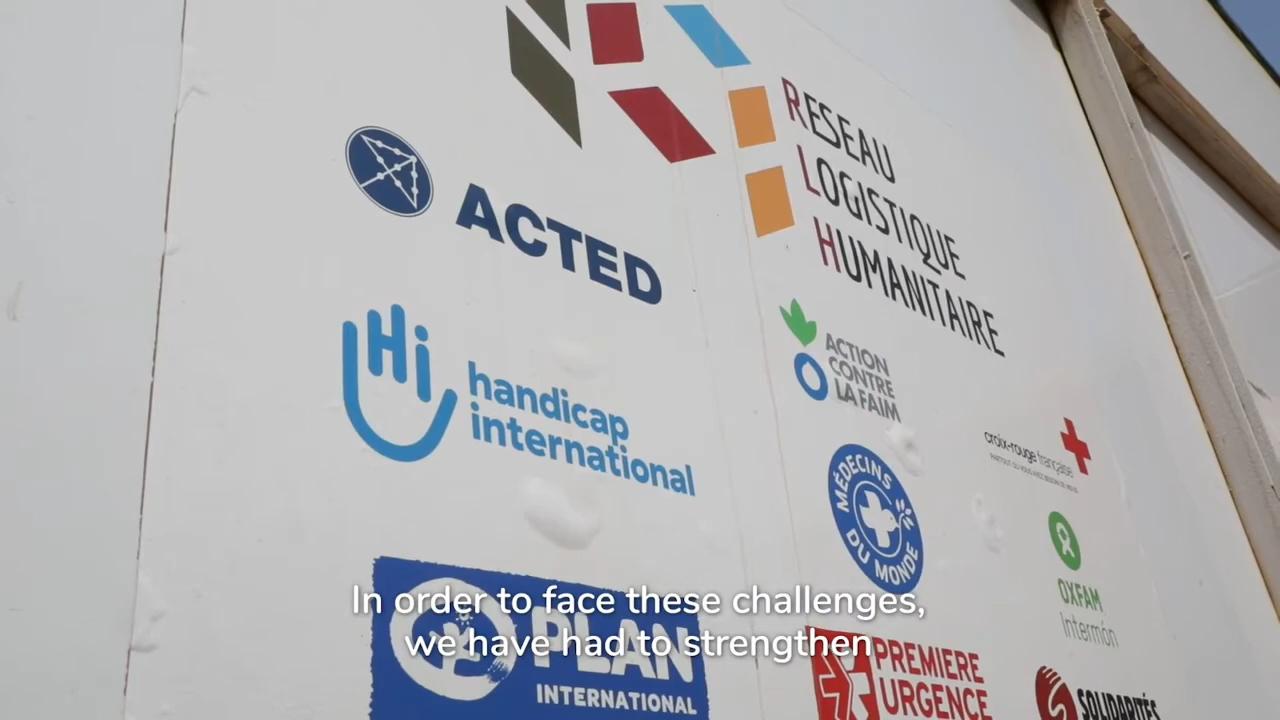 RESEAU
LOGISTIQUE
HUMANITAIRE
ACTED
Hi
handicap
international
ACTION
CONTRE
LA FAIM
croix-rouge française
MÉDECINS
DU MONDE
OXFAM
Intermón
PLAN
INTERNATIONAL
PREMIERE
URGENCE
SOLIDARITÉS
In order to face these challenges,
we have had to strengthen